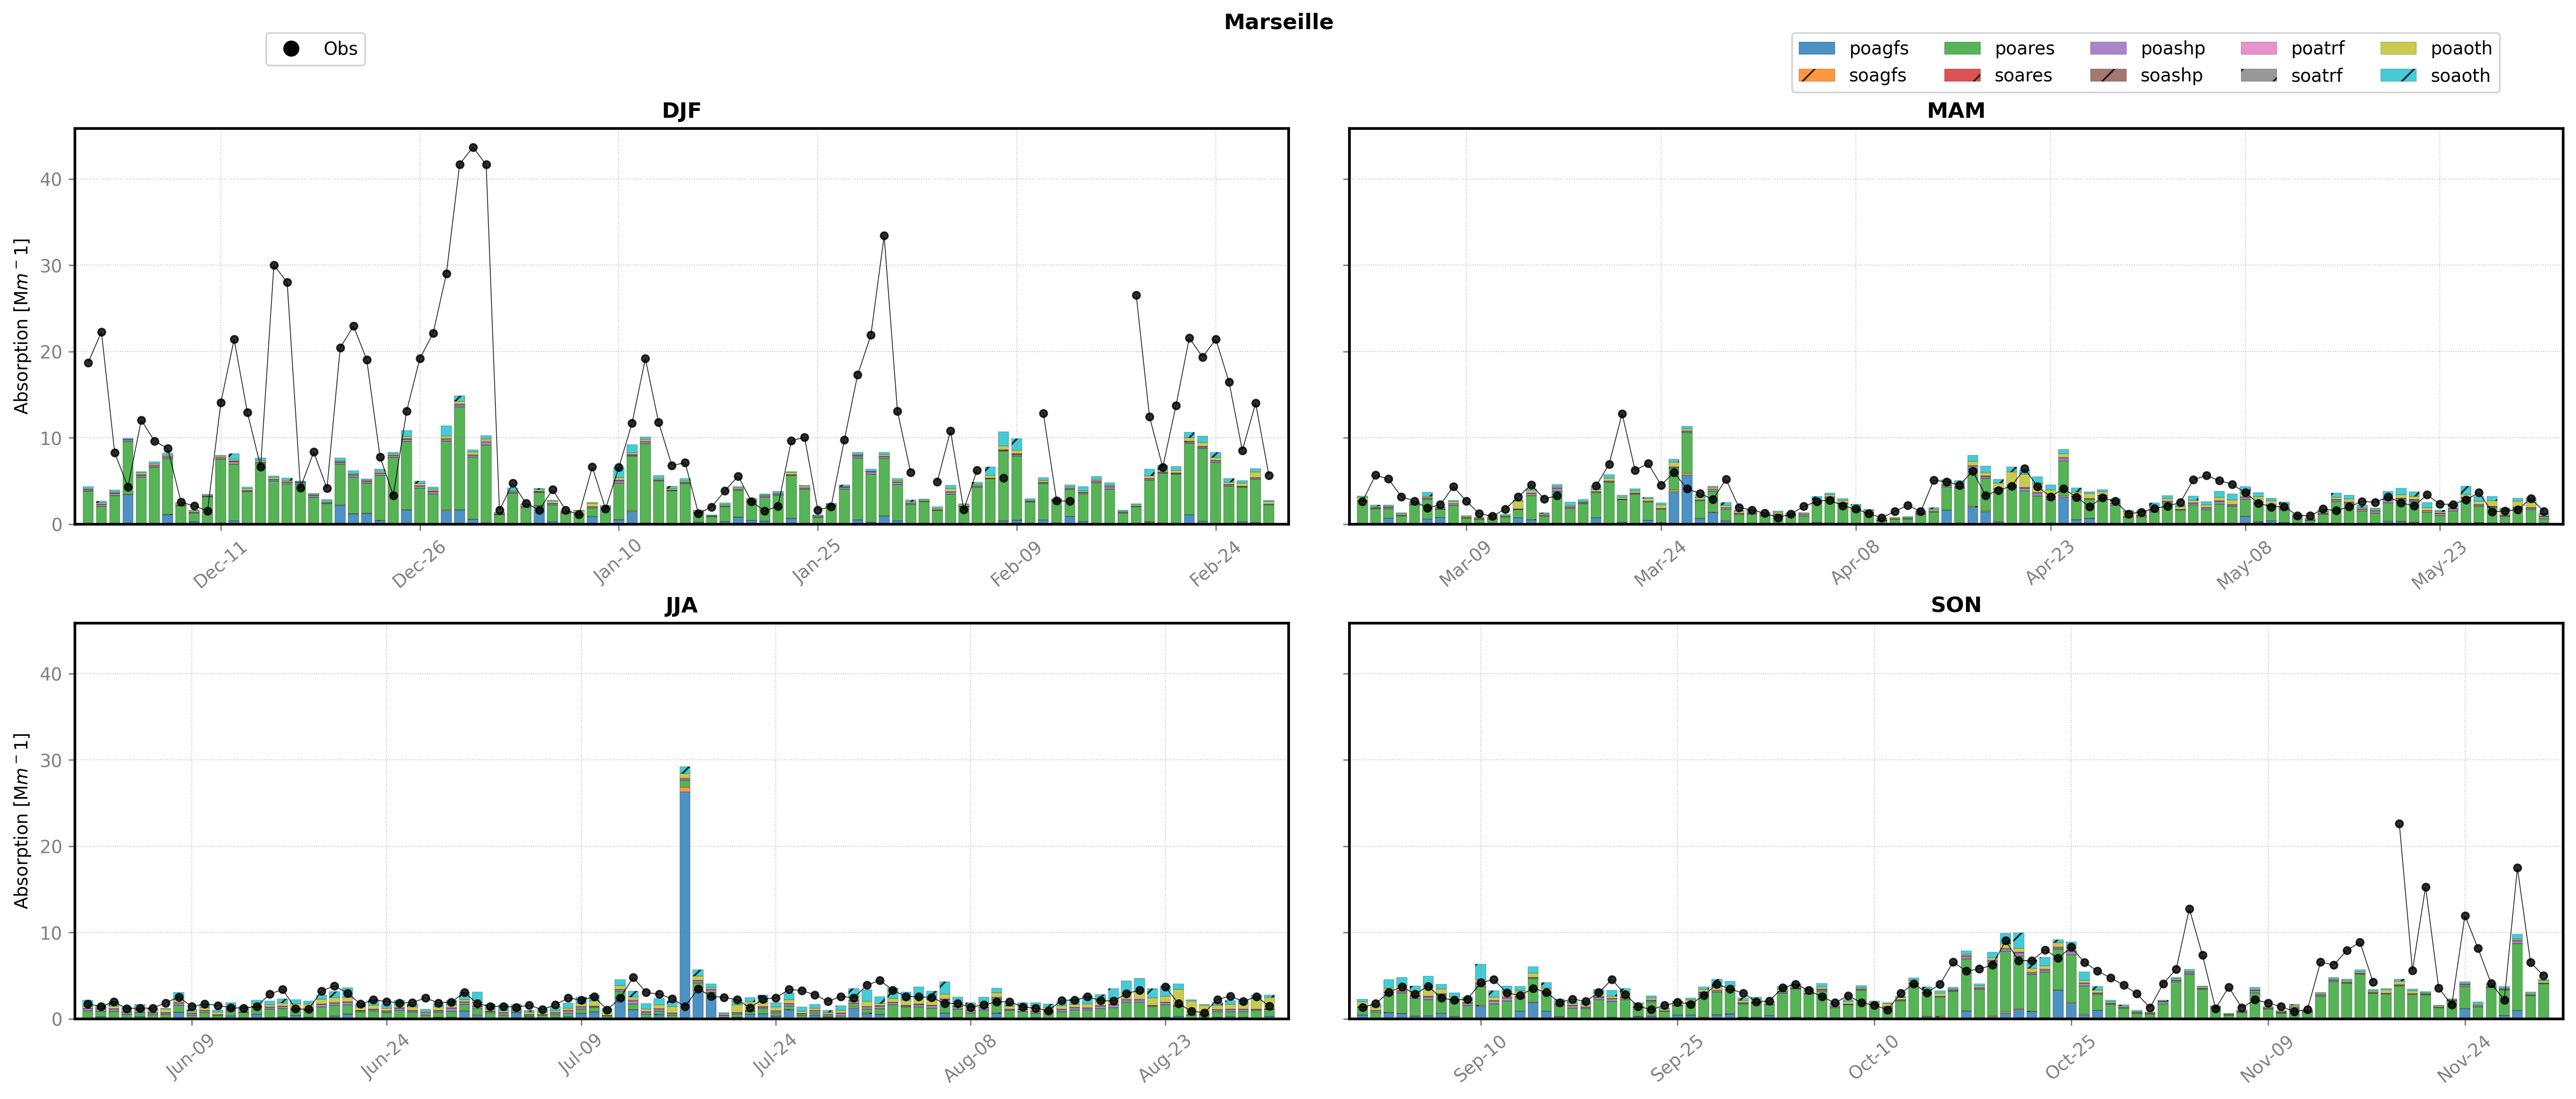 Marseille
Obs
poagfs poares poashp poatrf poaoth
soagfs soares soashp soatrf soaoth
DJF MAM
Absorption [Mm⁻1]
40
30
20
10
0
Dec-11 Dec-26 Jan-10 Jan-25 Feb-09 Feb-24
Mar-09 Mar-24 Apr-08 Apr-23 May-08 May-23
JJA SON
Absorption [Mm⁻1]
40
30
20
10
0
Jun-09 Jun-24 Jul-09 Jul-24 Aug-08 Aug-23
Sep-10 Sep-25 Oct-10 Oct-25 Nov-09 Nov-24